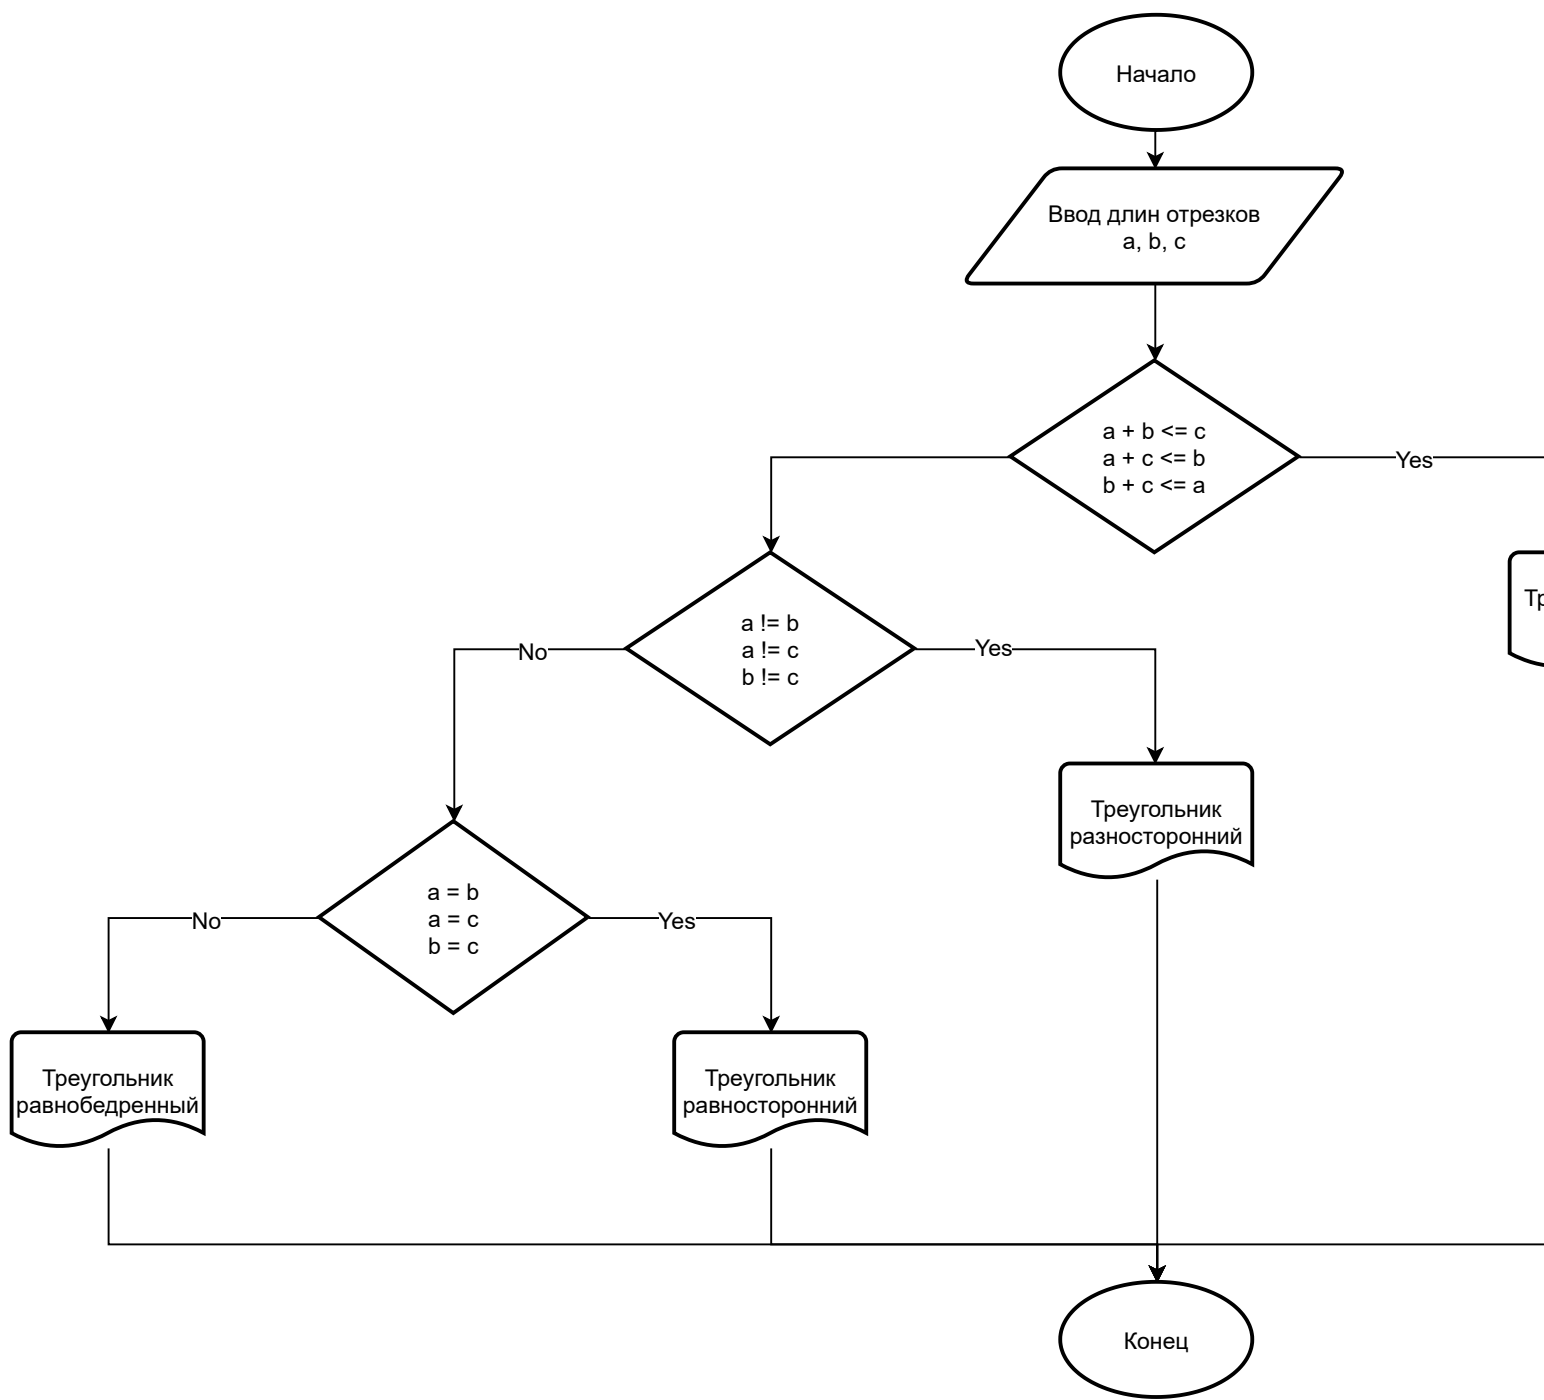 Начало
Ввод длин отрезков
a, b, c
a + b <= c
a + c <= b
b + c <= a
Yes
a != b
a != c
b != c
No
Yes
Треугольник
разносторонний
a = b
a = c
b = c
No
Yes
Треугольник
равнобедренный
Треугольник
равносторонний
Конец